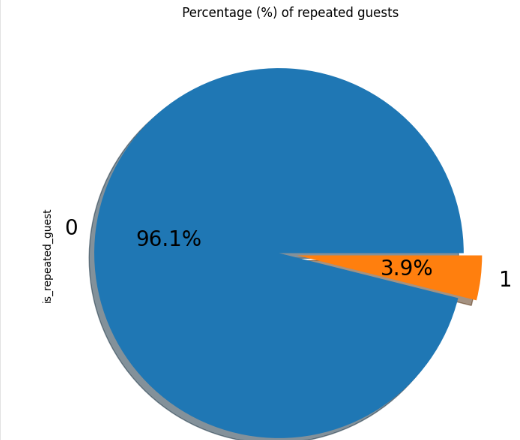 Percentage (%) of repeated guests
is_repeated_guest
0
96.1%
3.9%
1